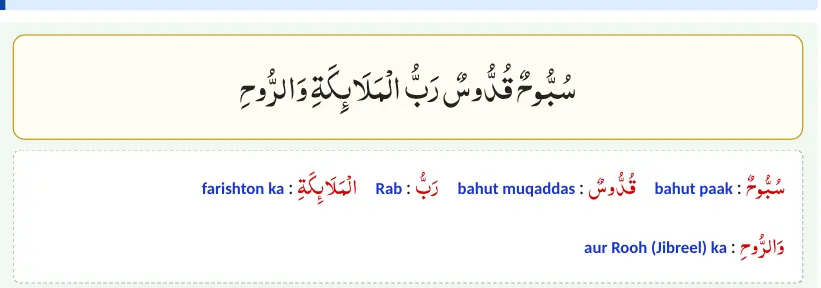 سُبُّوحٌ قُدُّوسٌ رَبُّ الْمَلَائِكَةِ وَالرُّوحِ
سُبُّوحٌ : bahut paak قُدُّوسٌ : bahut muqaddas رَبُّ : Rab الْمَلَائِكَةِ : farishton ka
وَالرُّوحِ : aur Rooh (Jibreel) ka